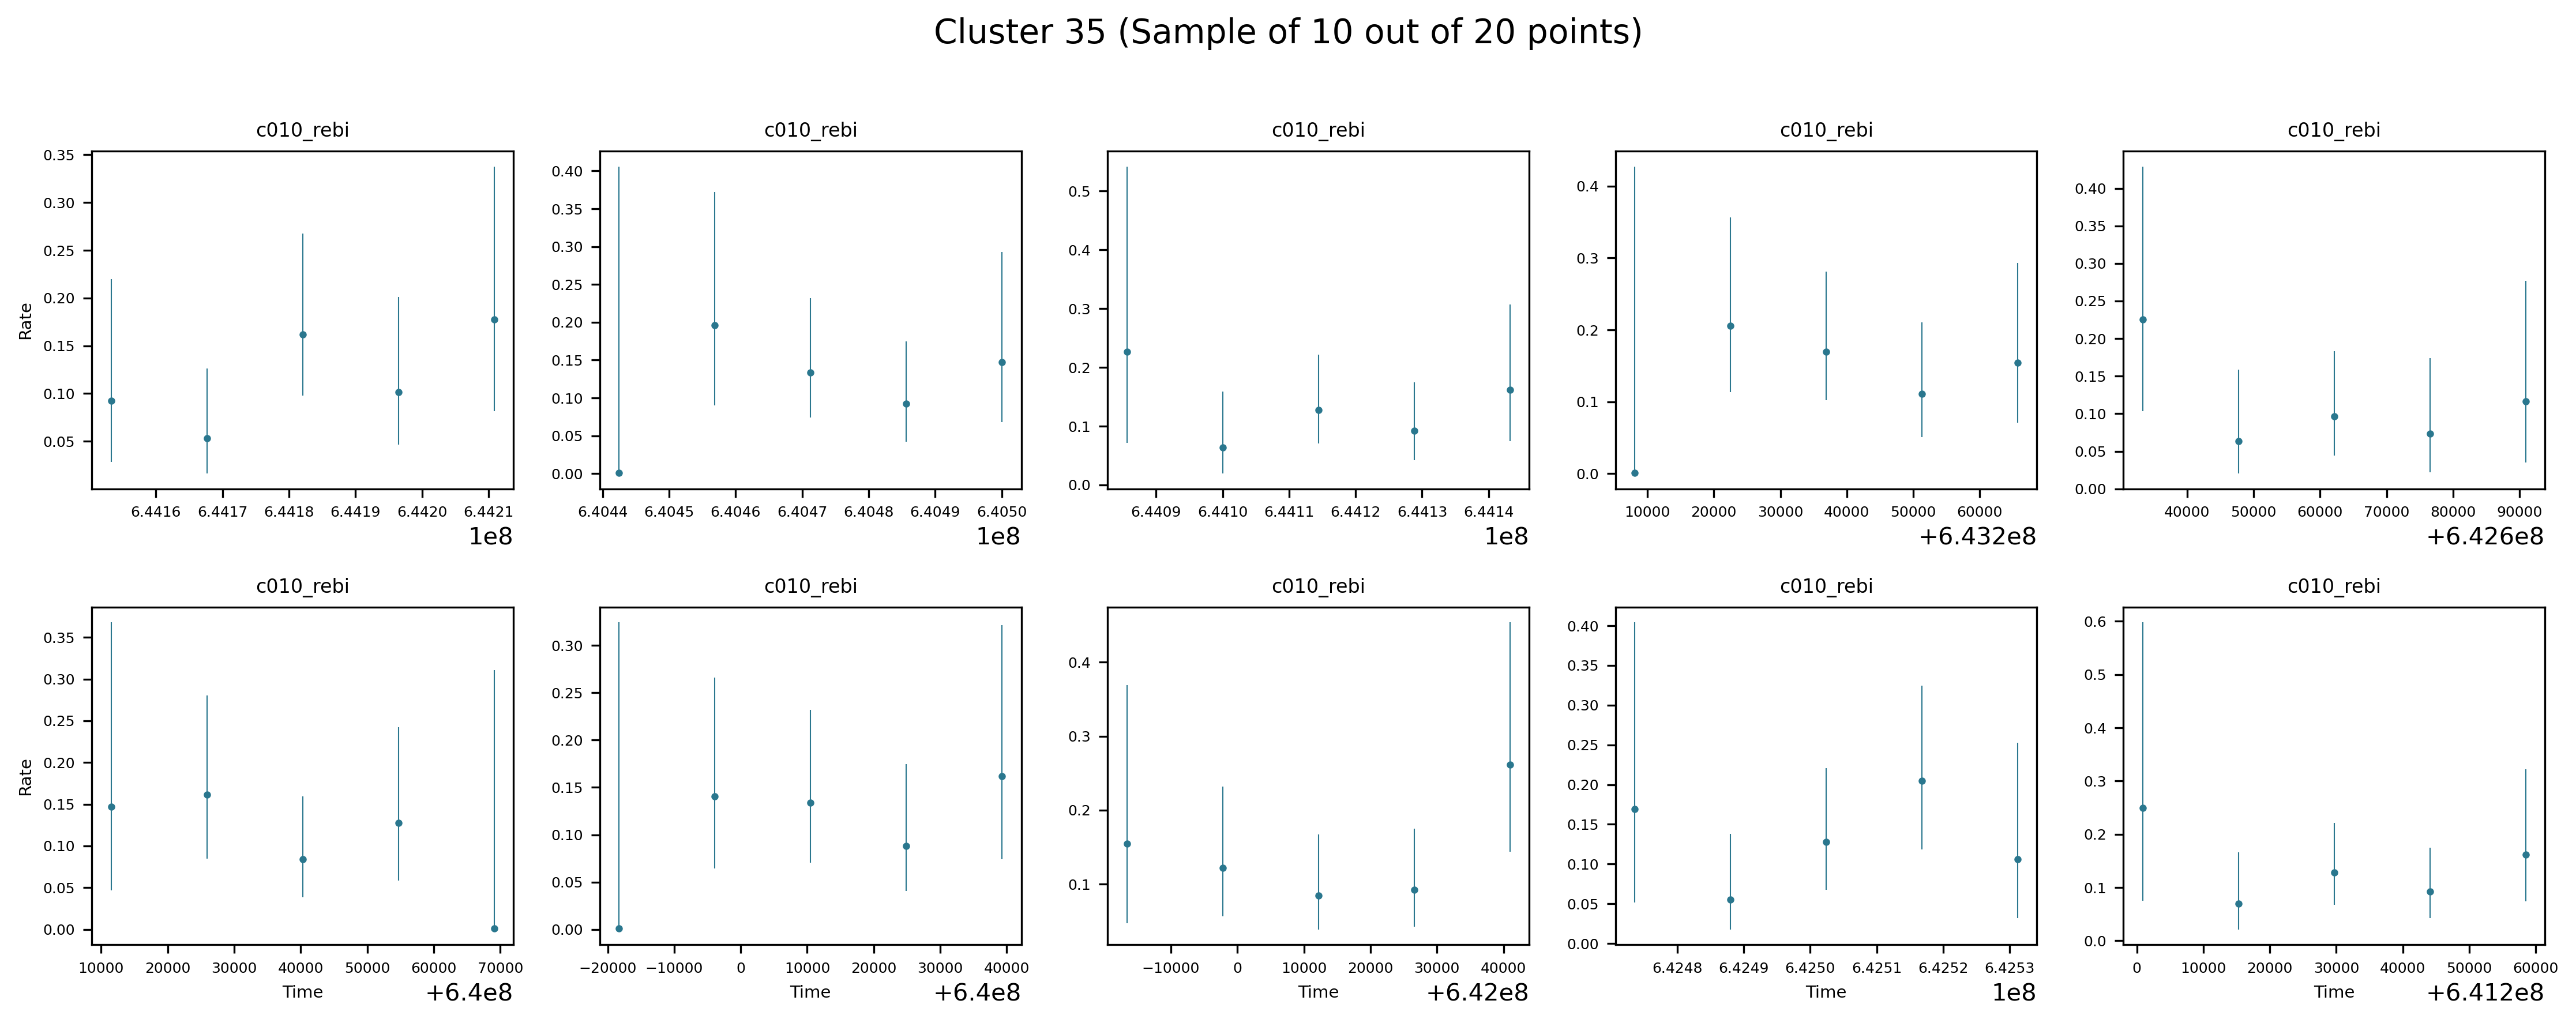 Cluster 35 (Sample of 10 out of 20 points)
c010_rebi c010_rebi c010_rebi c010_rebi c010_rebi
Rate
0.35
0.30
0.25
0.20
0.15
0.10
0.05
6.4416 6.4417 6.4418 6.4419 6.4420 6.4421
1e8
0.40
0.35
0.30
0.25
0.20
0.15
0.10
0.05
0.00
6.4044 6.4045 6.4046 6.4047 6.4048 6.4049 6.4050
1e8
0.5
0.4
0.3
0.2
0.1
0.0
6.4409 6.4410 6.4411 6.4412 6.4413 6.4414
1e8
0.4
0.3
0.2
0.1
0.0
10000 20000 30000 40000 50000 60000
+6.432e8
0.40
0.35
0.30
0.25
0.20
0.15
0.10
0.05
0.00
40000 50000 60000 70000 80000 90000
+6.426e8
c010_rebi c010_rebi c010_rebi c010_rebi c010_rebi
Rate
0.35
0.30
0.25
0.20
0.15
0.10
0.05
0.00
10000 20000 30000 40000 50000 60000 70000
Time +6.4e8
0.30
0.25
0.20
0.15
0.10
0.05
0.00
−20000 −10000 0 10000 20000 30000 40000
Time +6.4e8
0.4
0.3
0.2
0.1
−10000 0 10000 20000 30000 40000
Time +6.42e8
0.40
0.35
0.30
0.25
0.20
0.15
0.10
0.05
0.00
6.4248 6.4249 6.4250 6.4251 6.4252 6.4253
Time 1e8
0.6
0.5
0.4
0.3
0.2
0.1
0.0
0 10000 20000 30000 40000 50000 60000
Time +6.412e8